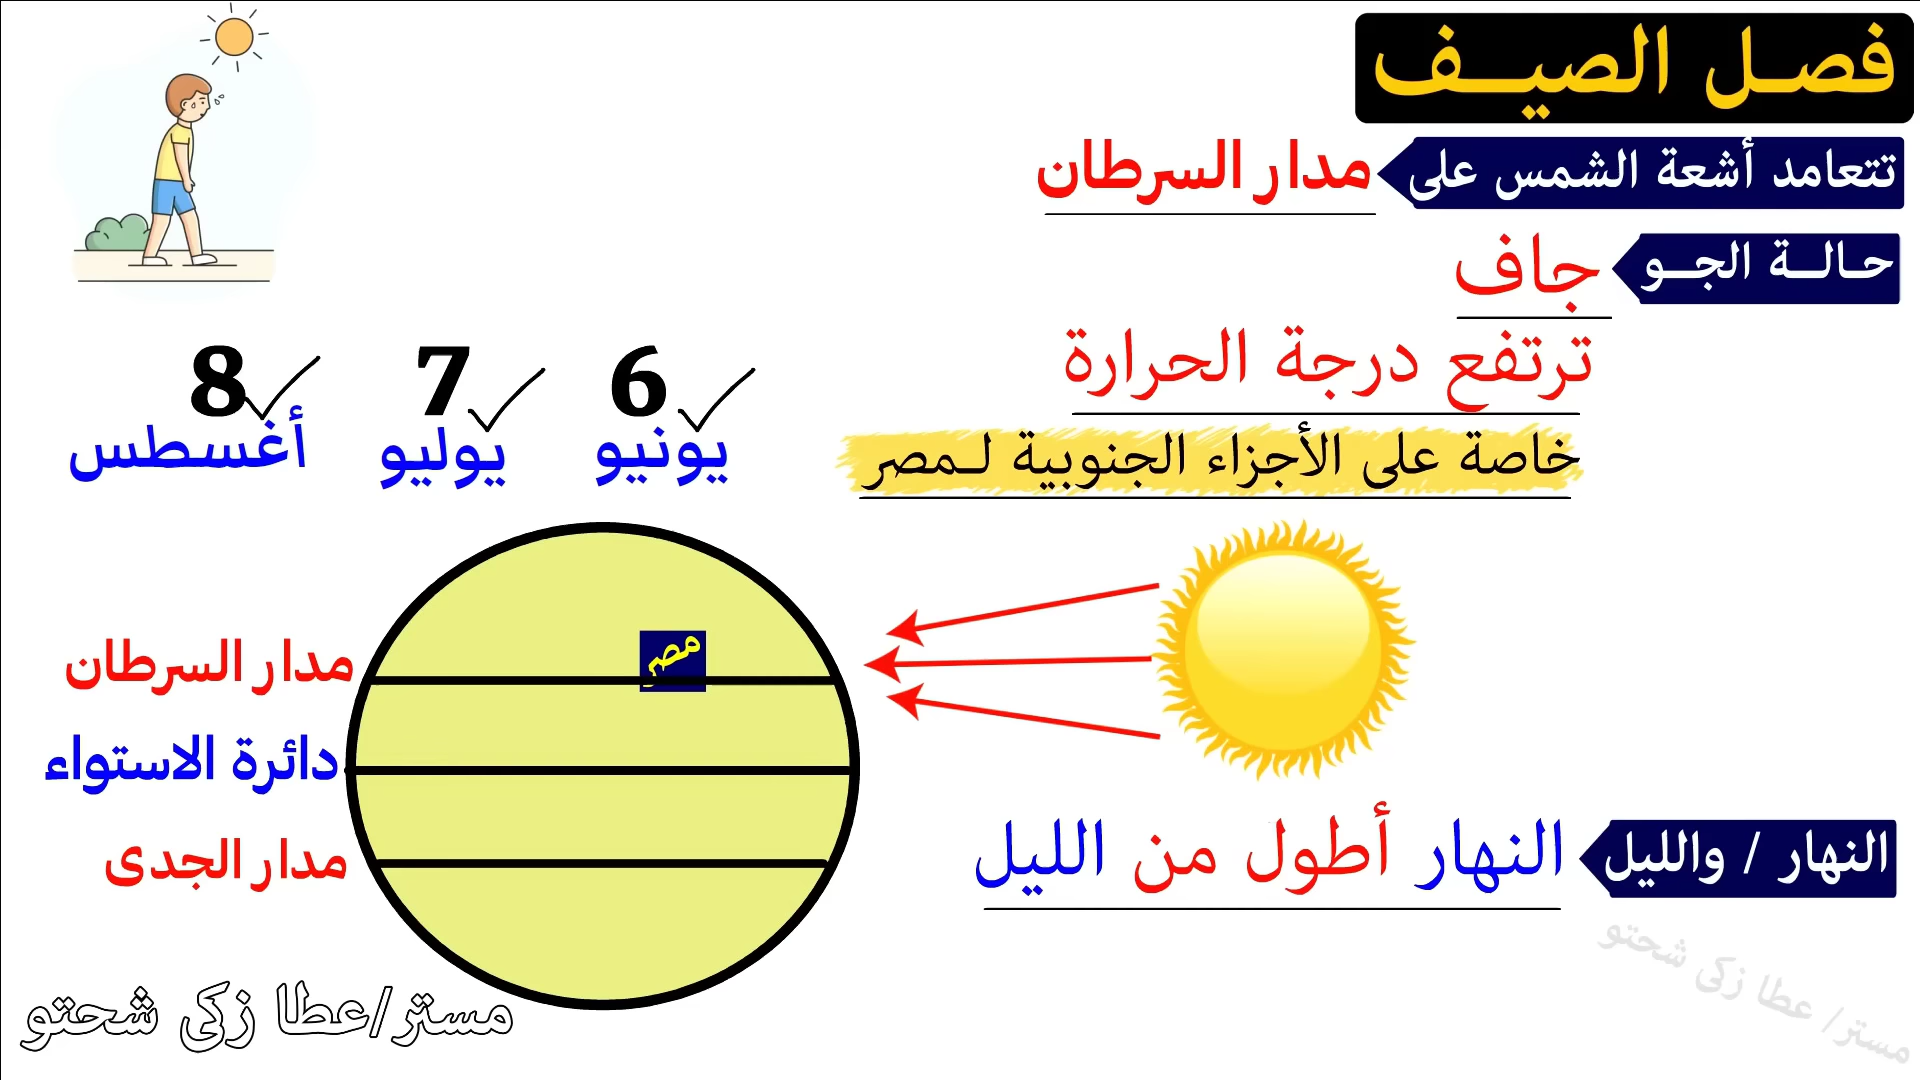 فصل الصيف
تتعامد أشعة الشمس على مدار السرطان
حالة الجو جاف
ترتفع درجة الحرارة
خاصة على الأجزاء الجنوبية لمصر
6 7 8
يونيو يوليو أغسطس
مصر
مدار السرطان
دائرة الاستواء
مدار الجدى
النهار / والليل النهار أطول من الليل
مستر/عطا زكى شحتو
مستر/ عطا زكى شحتو